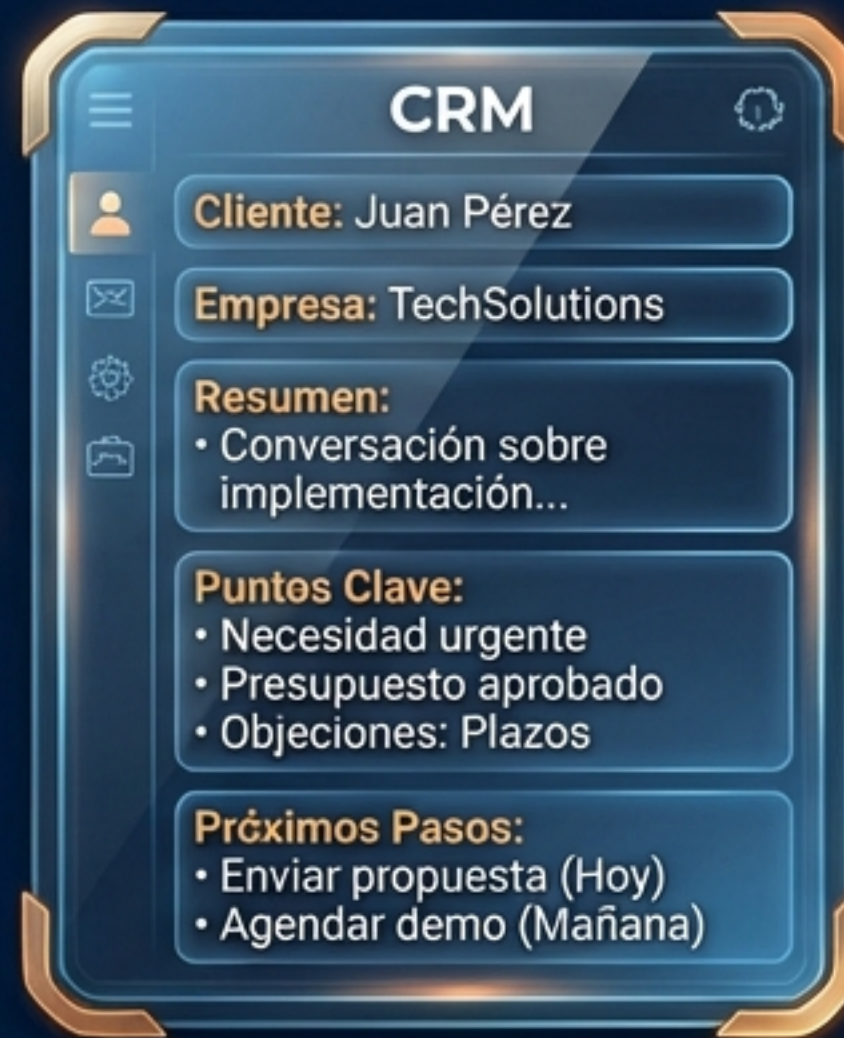 CRM
Cliente: Juan Pérez
Empresa: TechSolutions
Resumen:
• Conversación sobre
implementación...
Puntos Clave:
• Necesidad urgente
• Presupuesto aprobado
• Objeciones: Plazos
Próximos Pasos:
• Enviar propuesta (Hoy)
• Agendar demo (Mañana)